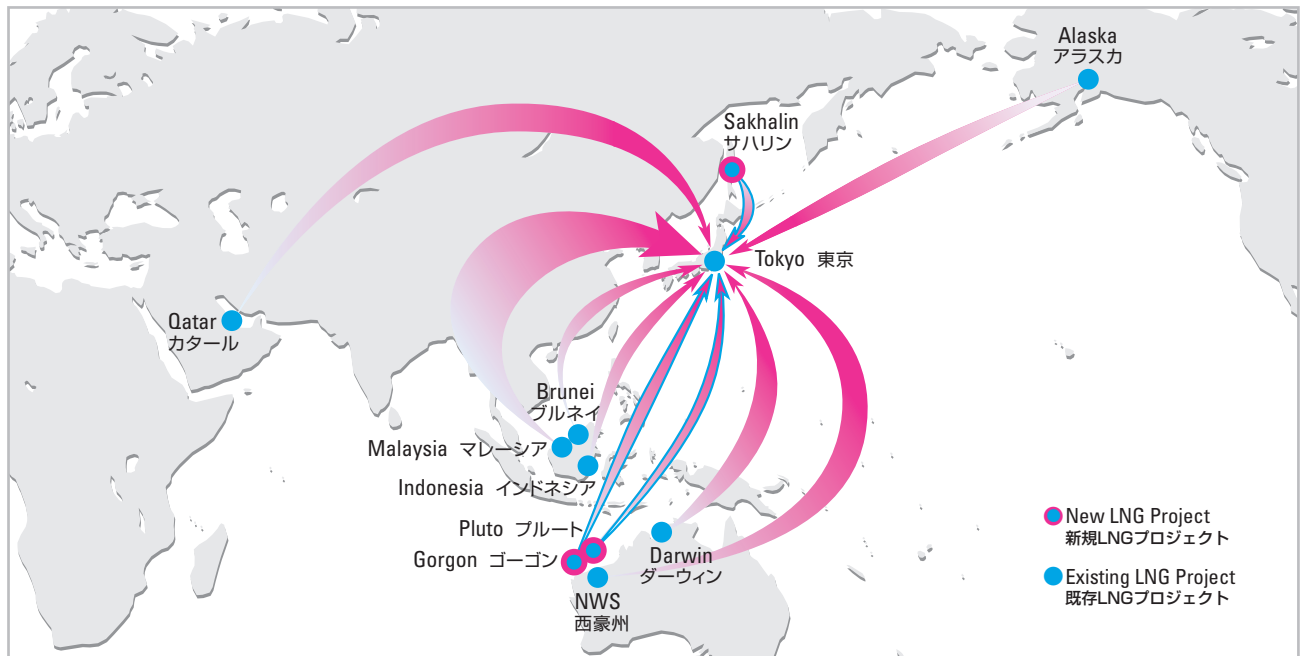 Alaska
アラスカ
Sakhalin
サハリン
Tokyo 東京
Qatar
カタール
Brunei
ブルネイ
Malaysia マレーシア
Indonesia インドネシア
Pluto プルート
Gorgon ゴーゴン
Darwin
ダーウィン
NWS
西豪州
New LNG Project
新規LNGプロジェクト
Existing LNG Project
既存LNGプロジェクト